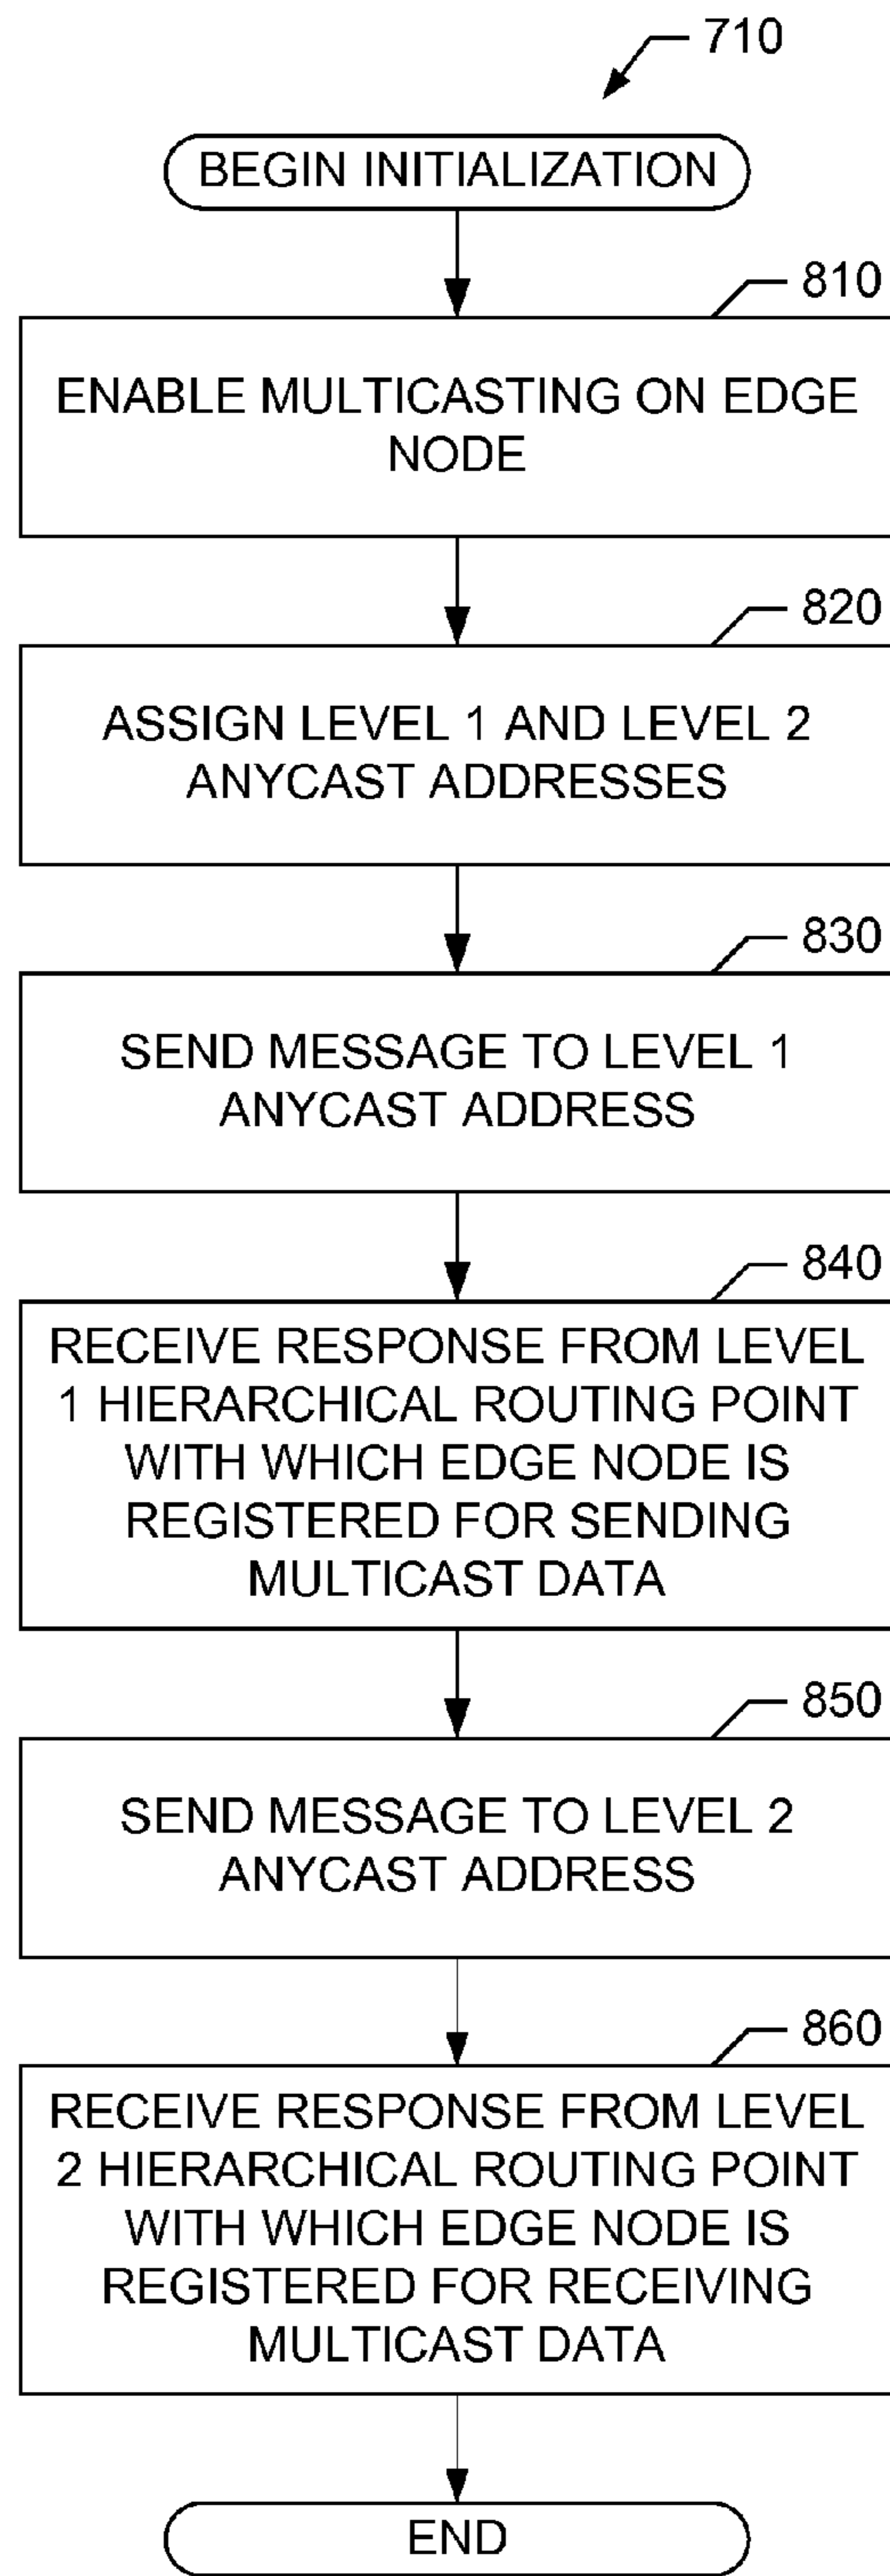 710
BEGIN INITIALIZATION
810
ENABLE MULTICASTING ON EDGE
NODE
820
ASSIGN LEVEL 1 AND LEVEL 2
ANYCAST ADDRESSES
830
SEND MESSAGE TO LEVEL 1
ANYCAST ADDRESS
840
RECEIVE RESPONSE FROM LEVEL
1 HIERARCHICAL ROUTING POINT
WITH WHICH EDGE NODE IS
REGISTERED FOR SENDING
MULTICAST DATA
850
SEND MESSAGE TO LEVEL 2
ANYCAST ADDRESS
860
RECEIVE RESPONSE FROM LEVEL
2 HIERARCHICAL ROUTING POINT
WITH WHICH EDGE NODE IS
REGISTERED FOR RECEIVING
MULTICAST DATA
END